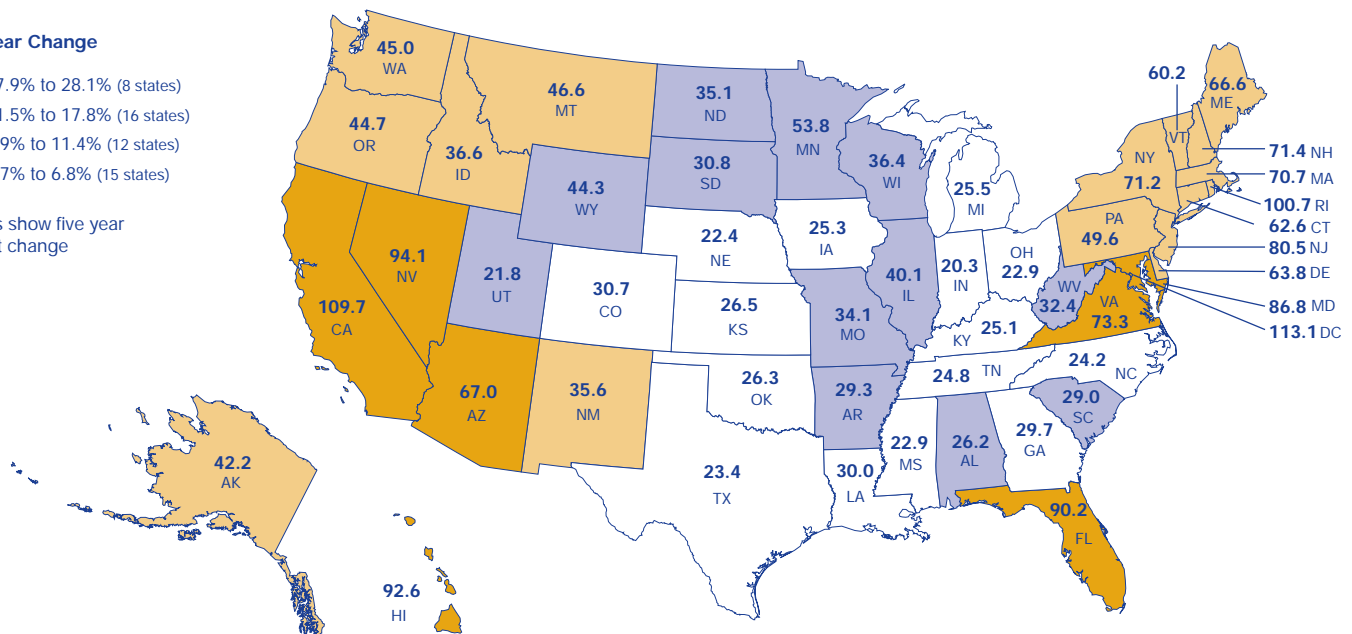 ear Change
7.9% to 28.1% (8 states)
1.5% to 17.8% (16 states)
9% to 11.4% (12 states)
7% to 6.8% (15 states)
s show five year
t change
45.0
WA
44.7
OR
36.6
ID
46.6
MT
35.1
ND
30.8
SD
53.8
MN
36.4
WI
25.5
MI
60.2
VT
66.6
ME
NY
71.2
71.4 NH
70.7 MA
100.7 RI
62.6 CT
80.5 NJ
63.8 DE
86.8 MD
113.1 DC
PA
49.6
44.3
WY
22.4
NE
25.3
IA
40.1
IL
20.3
IN
OH
22.9
WV
32.4
VA
73.3
109.7
CA
94.1
NV
21.8
UT
30.7
CO
26.5
KS
34.1
MO
KY 25.1
24.8 TN
24.2
NC
67.0
AZ
35.6
NM
26.3
OK
29.3
AR
29.0
SC
22.9
MS
26.2
AL
29.7
GA
23.4
TX
30.0
LA
90.2
FL
42.2
AK
92.6
HI